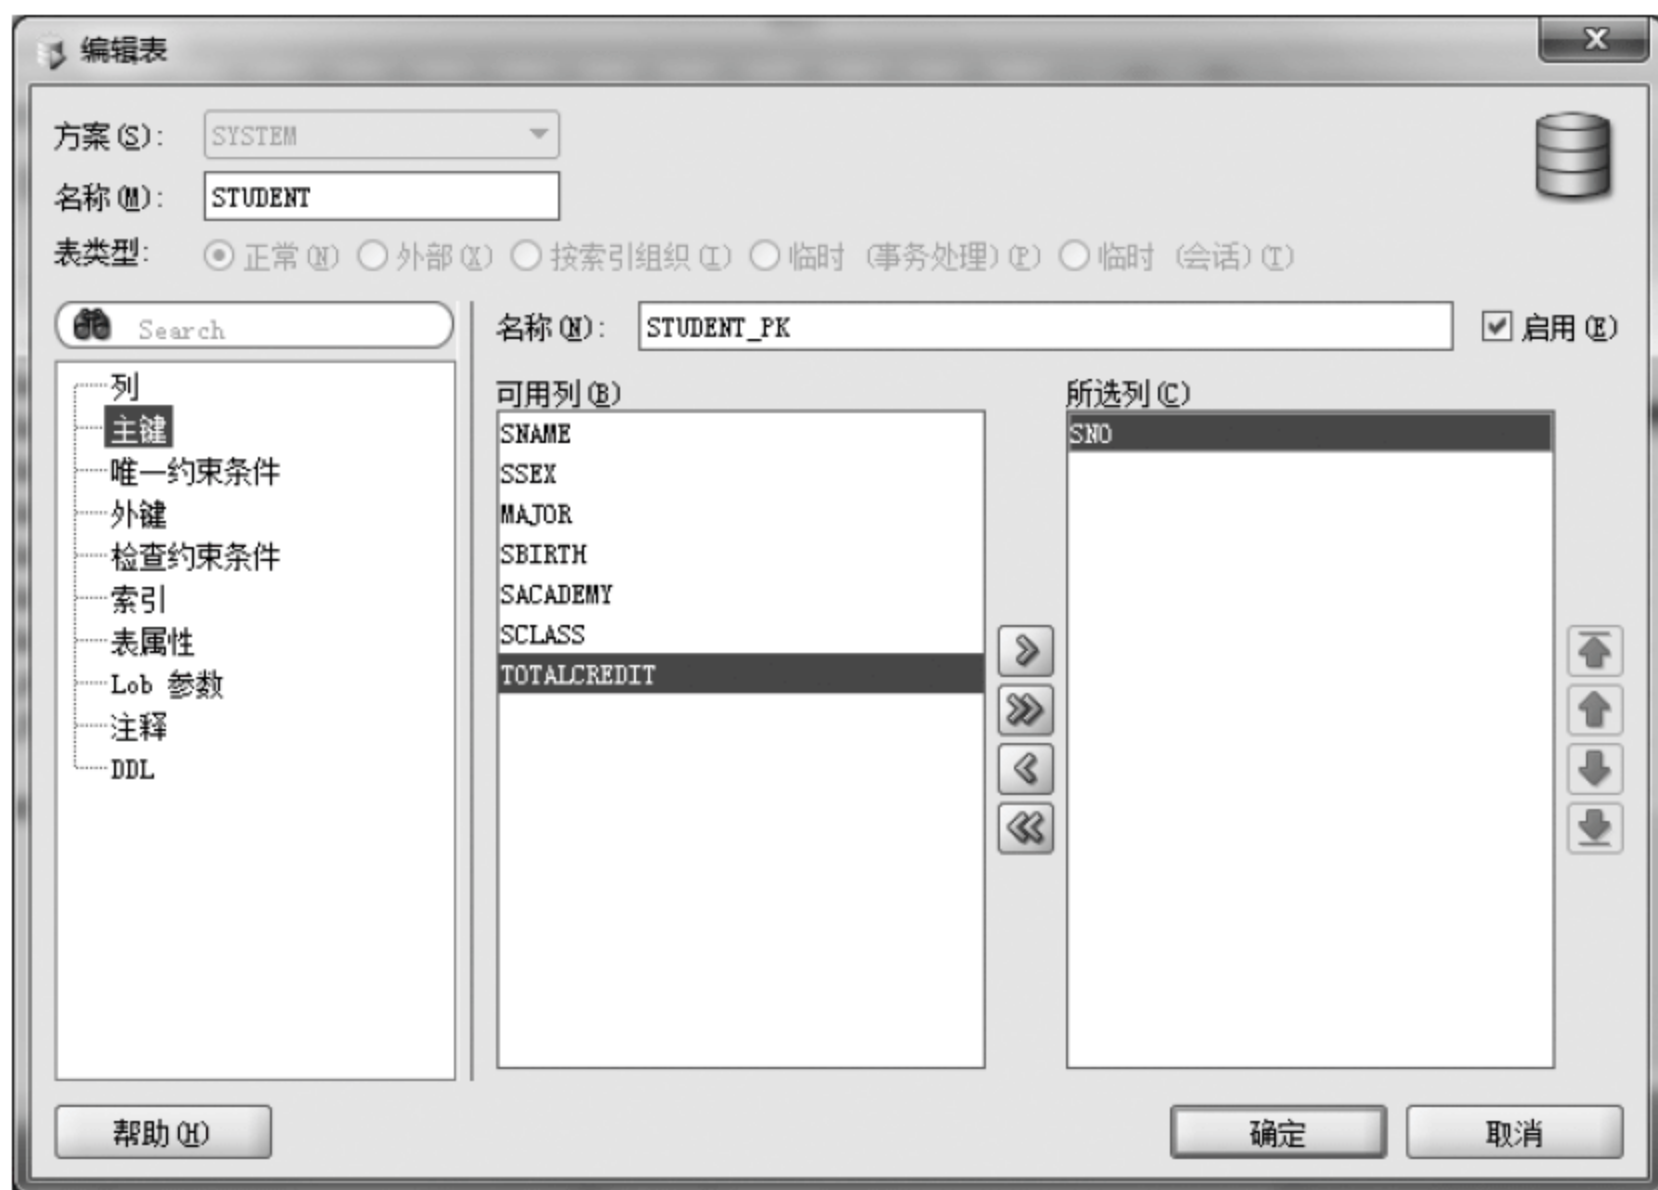 编辑表
方案(S): SYSTEM
名称(M): STUDENT
表类型: 正常(N) 外部(X) 按索引组织(I) 临时 (事务处理)(P) 临时 (会话)(T)
Search
列
主键
唯一约束条件
外键
检查约束条件
索引
表属性
Lob 参数
注释
DDL
名称(N): STUDENT_PK 启用(E)
可用列(B)
SNAME
SSEX
MAJOR
SBIRTH
SACADEMY
SCLASS
TOTALCREDIT
所选列(C)
SNO
帮助(H) 确定 取消